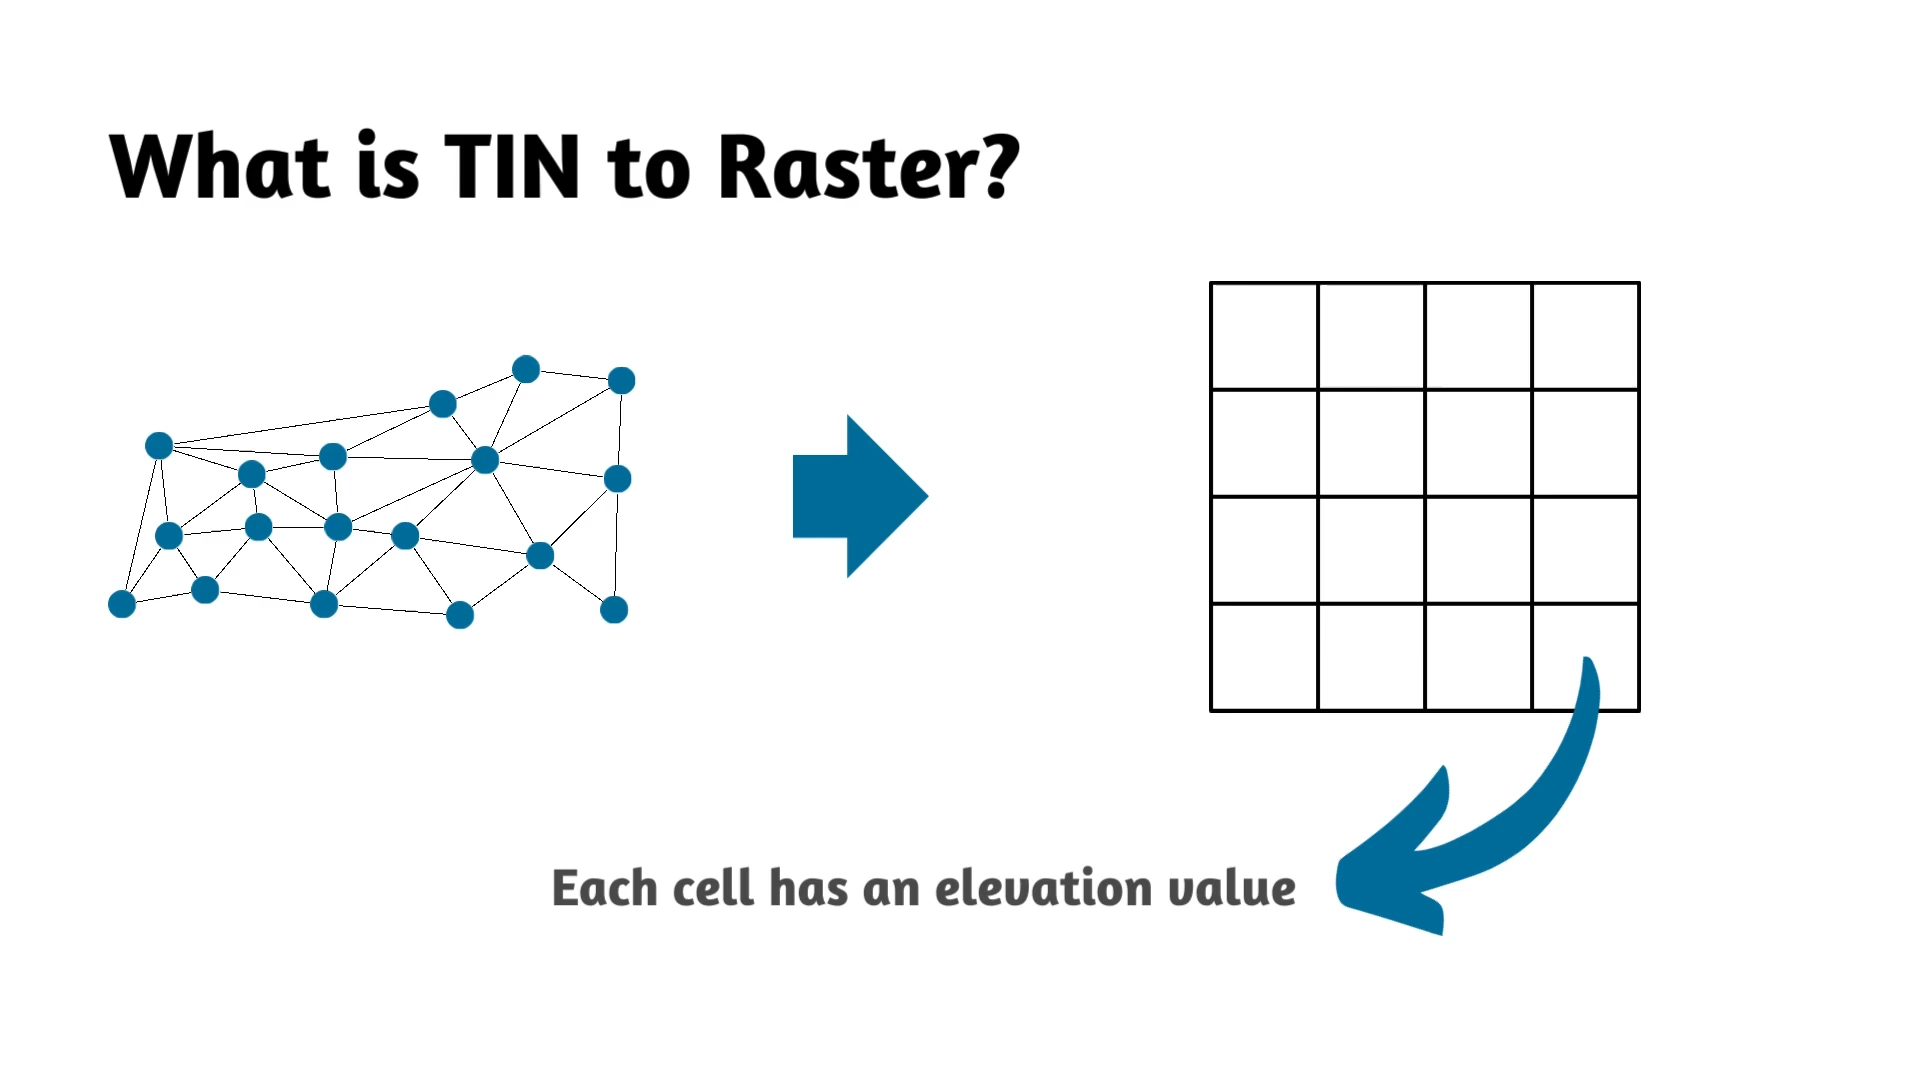 What is TIN to Raster?
Each cell has an elevation value